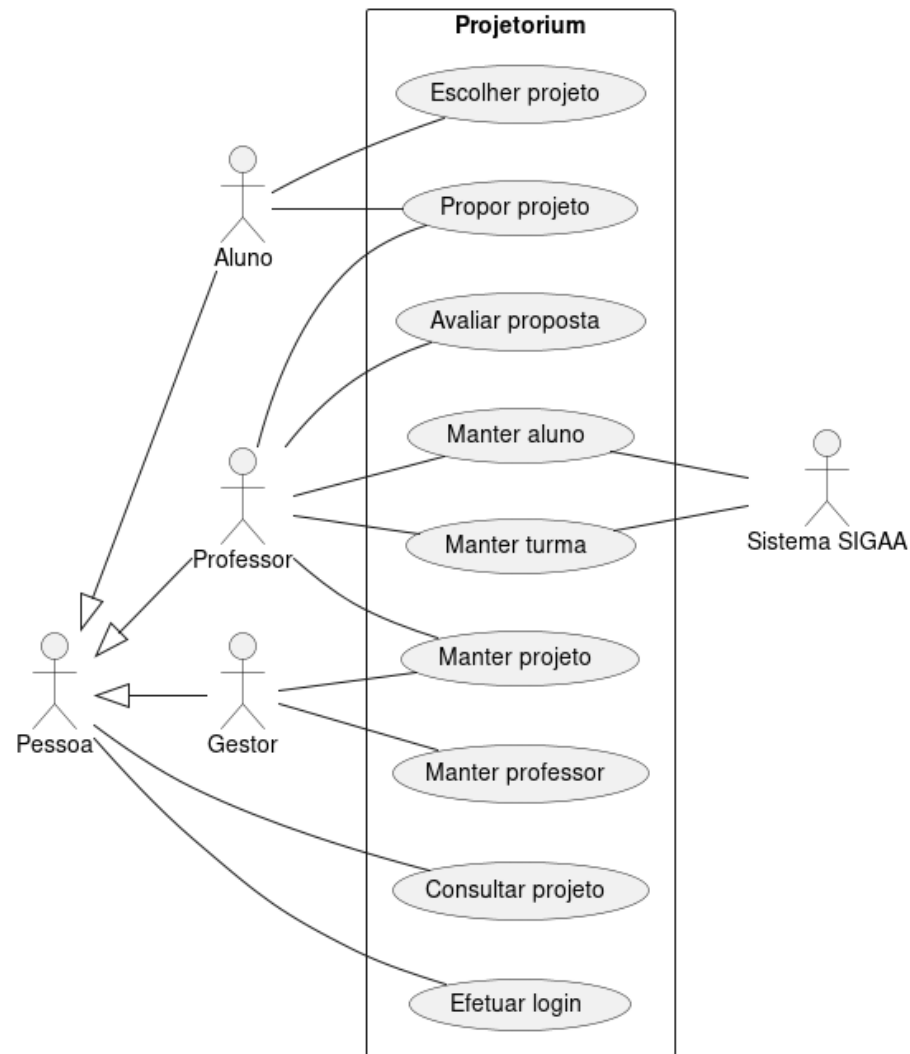 Projetorium
Escolher projeto
Aluno
Propor projeto
Avaliar proposta
Professor
Manter aluno
Manter turma
Sistema SIGAA
Pessoa
Gestor
Manter projeto
Manter professor
Consultar projeto
Efetuar login